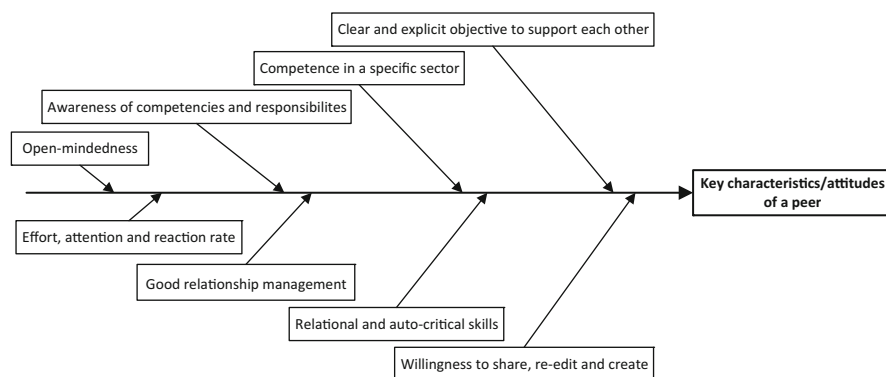 Clear and explicit objective to support each other
Competence in a specific sector
Awareness of competencies and responsibilites
Open-mindedness
Key characteristics/attitudes
of a peer
Effort, attention and reaction rate
Good relationship management
Relational and auto-critical skills
Willingness to share, re-edit and create